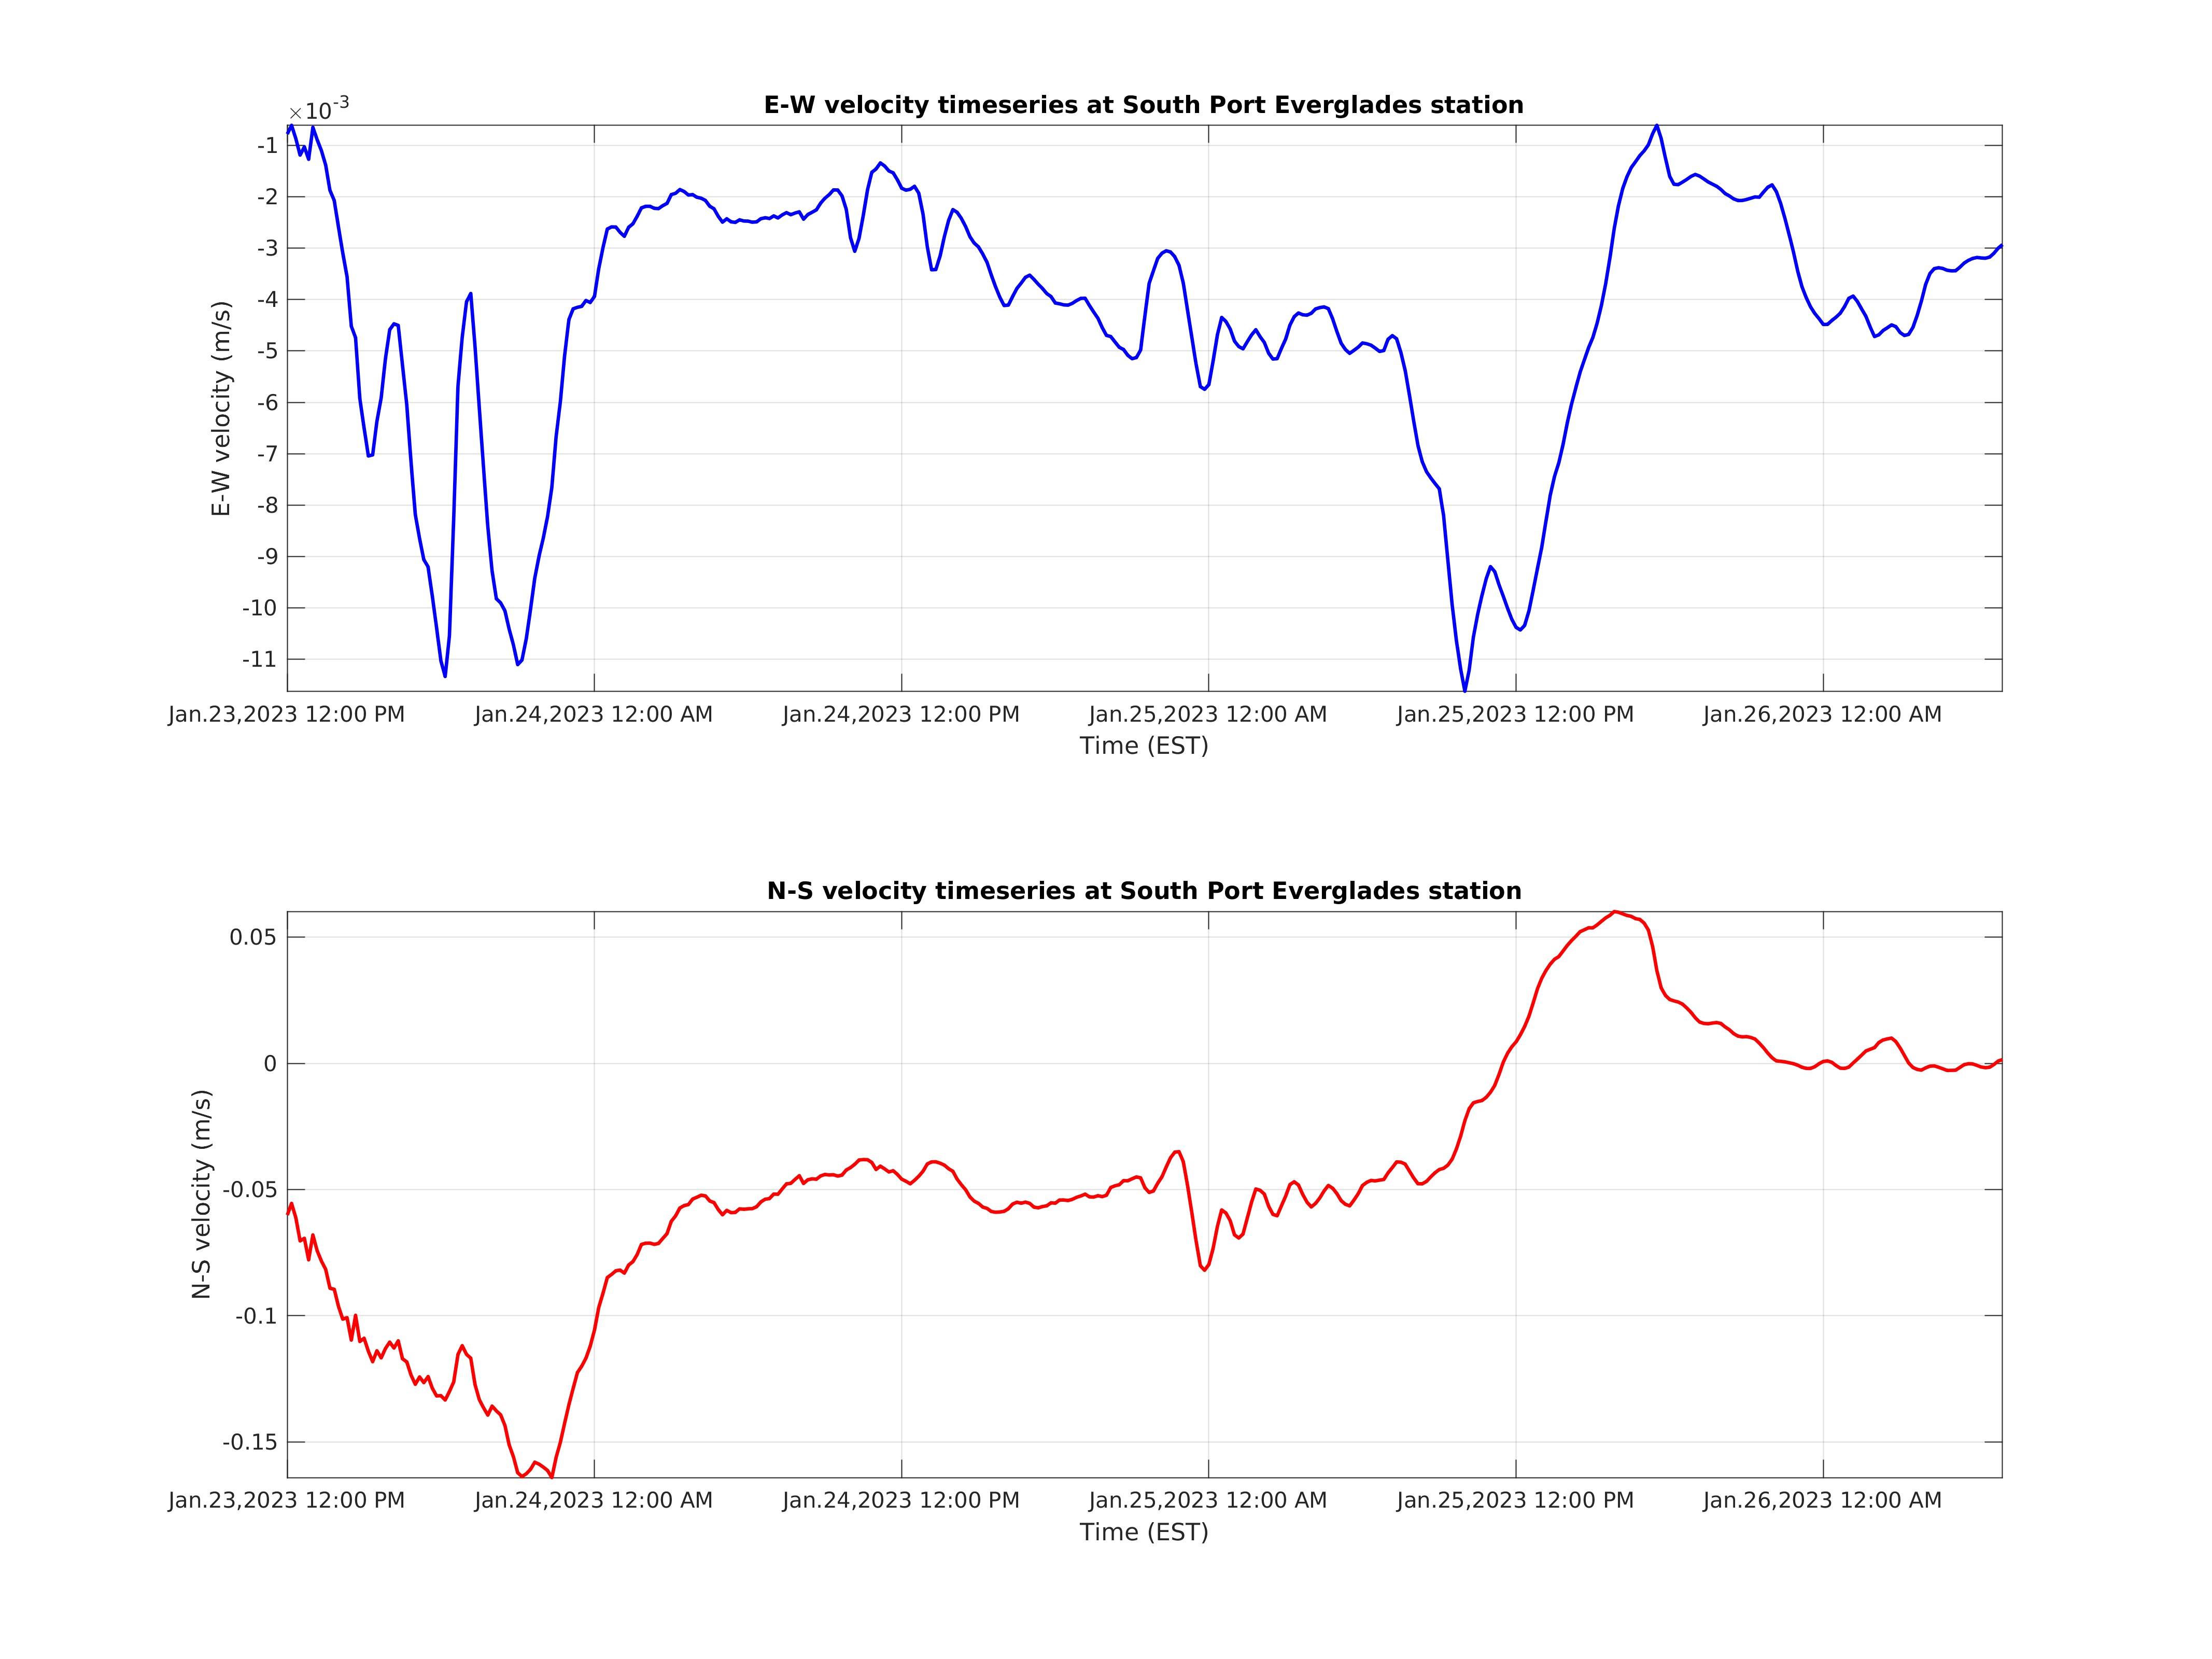 E-W velocity timeseries at South Port Everglades station
×10-3
-1
-2
-3
-4
-5
-6
-7
-8
-9
-10
-11
E-W velocity (m/s)
Jan.23,2023 12:00 PM Jan.24,2023 12:00 AM Jan.24,2023 12:00 PM Jan.25,2023 12:00 AM Jan.25,2023 12:00 PM Jan.26,2023 12:00 AM
Time (EST)
N-S velocity timeseries at South Port Everglades station
0.05
0
-0.05
-0.1
-0.15
N-S velocity (m/s)
Jan.23,2023 12:00 PM Jan.24,2023 12:00 AM Jan.24,2023 12:00 PM Jan.25,2023 12:00 AM Jan.25,2023 12:00 PM Jan.26,2023 12:00 AM
Time (EST)